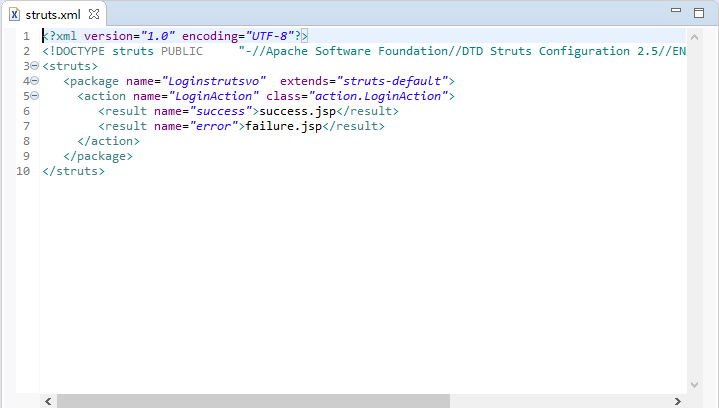 struts.xml
1 <?xml version="1.0" encoding="UTF-8"?>
2 <!DOCTYPE struts PUBLIC "-//Apache Software Foundation//DTD Struts Configuration 2.5//EN
3 <struts>
4 <package name="Loginstrutsvo" extends="struts-default">
5 <action name="LoginAction" class="action.LoginAction">
6 <result name="success">success.jsp</result>
7 <result name="error">failure.jsp</result>
8 </action>
9 </package>
10 </struts>